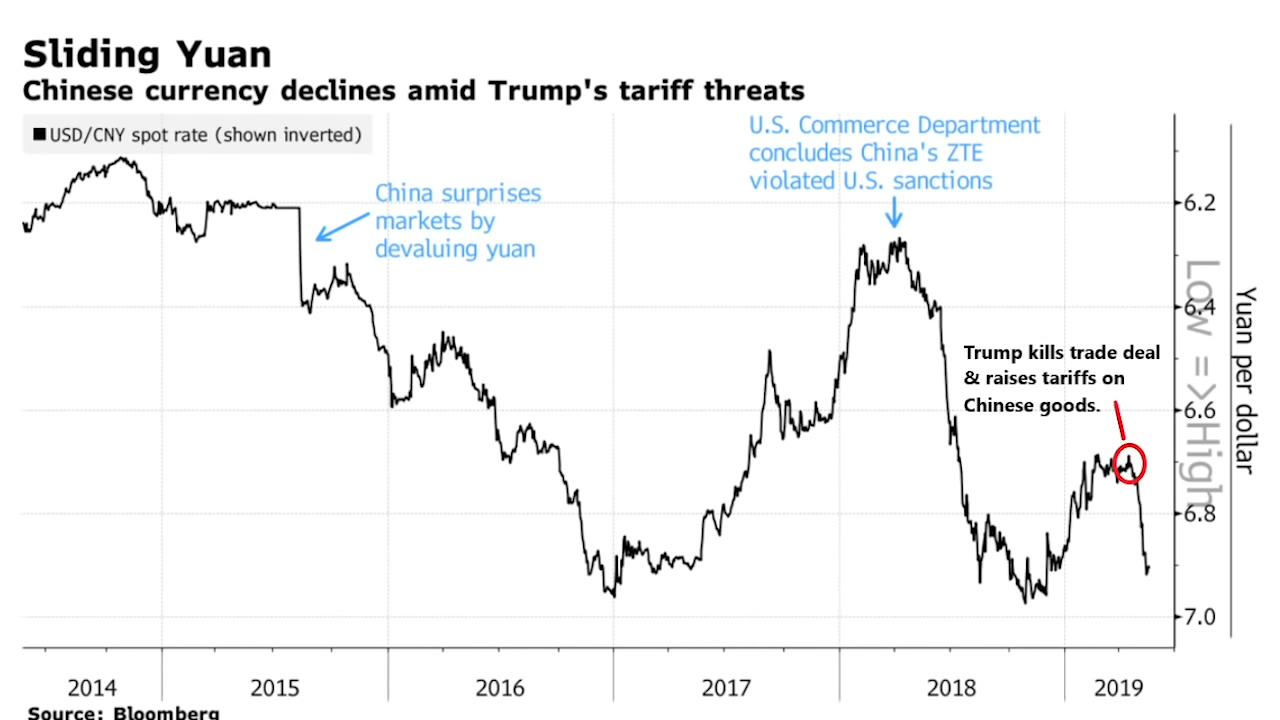 Sliding Yuan
Chinese currency declines amid Trump's tariff threats
USD/CNY spot rate (shown inverted)
China surprises
markets by
devaluing yuan
U.S. Commerce Department
concludes China's ZTE
violated U.S. sanctions
Trump kills trade deal
& raises tariffs on
Chinese goods.
6.2
6.4
6.6
6.8
7.0
Low =>High
Yuan per dollar
2014
2015
2016
2017
2018
2019
Source: Bloomberg